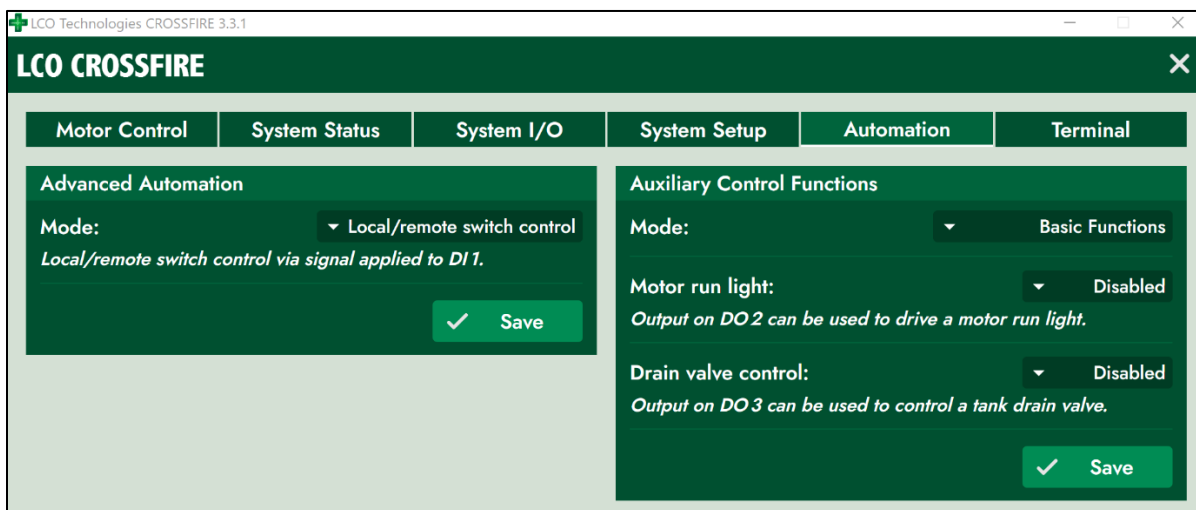 LCO Technologies CROSSFIRE 3.3.1
LCO CROSSFIRE
Motor Control System Status System I/O System Setup Automation Terminal
Advanced Automation
Mode: Local/remote switch control
Local/remote switch control via signal applied to DI 1.
Save
Auxiliary Control Functions
Mode: Basic Functions
Motor run light: Disabled
Output on DO 2 can be used to drive a motor run light.
Drain valve control: Disabled
Output on DO 3 can be used to control a tank drain valve.
Save